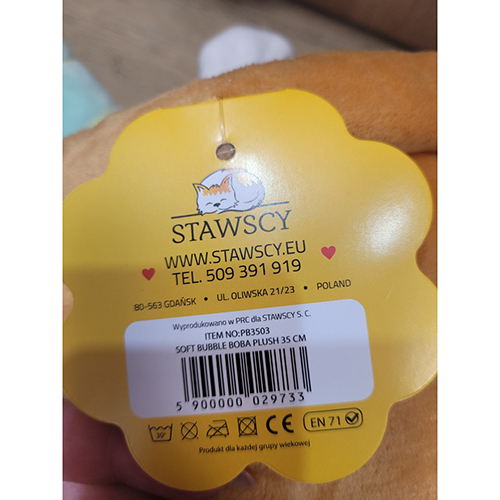 STAWSCY
WWW.STAWSCY.EU
TEL. 509 391 919
80-563 GDAŃSK • UL. OLIWSKA 21/23 • POLAND
Wyprodukowano w PRC dla STAWSCY S. C.
ITEM NO:PB3503
SOFT BUBBLE BOBA PLUSH 35 CM
5 900000 029733
30° CE EN 71
Produkt dla każdej grupy wiekowej